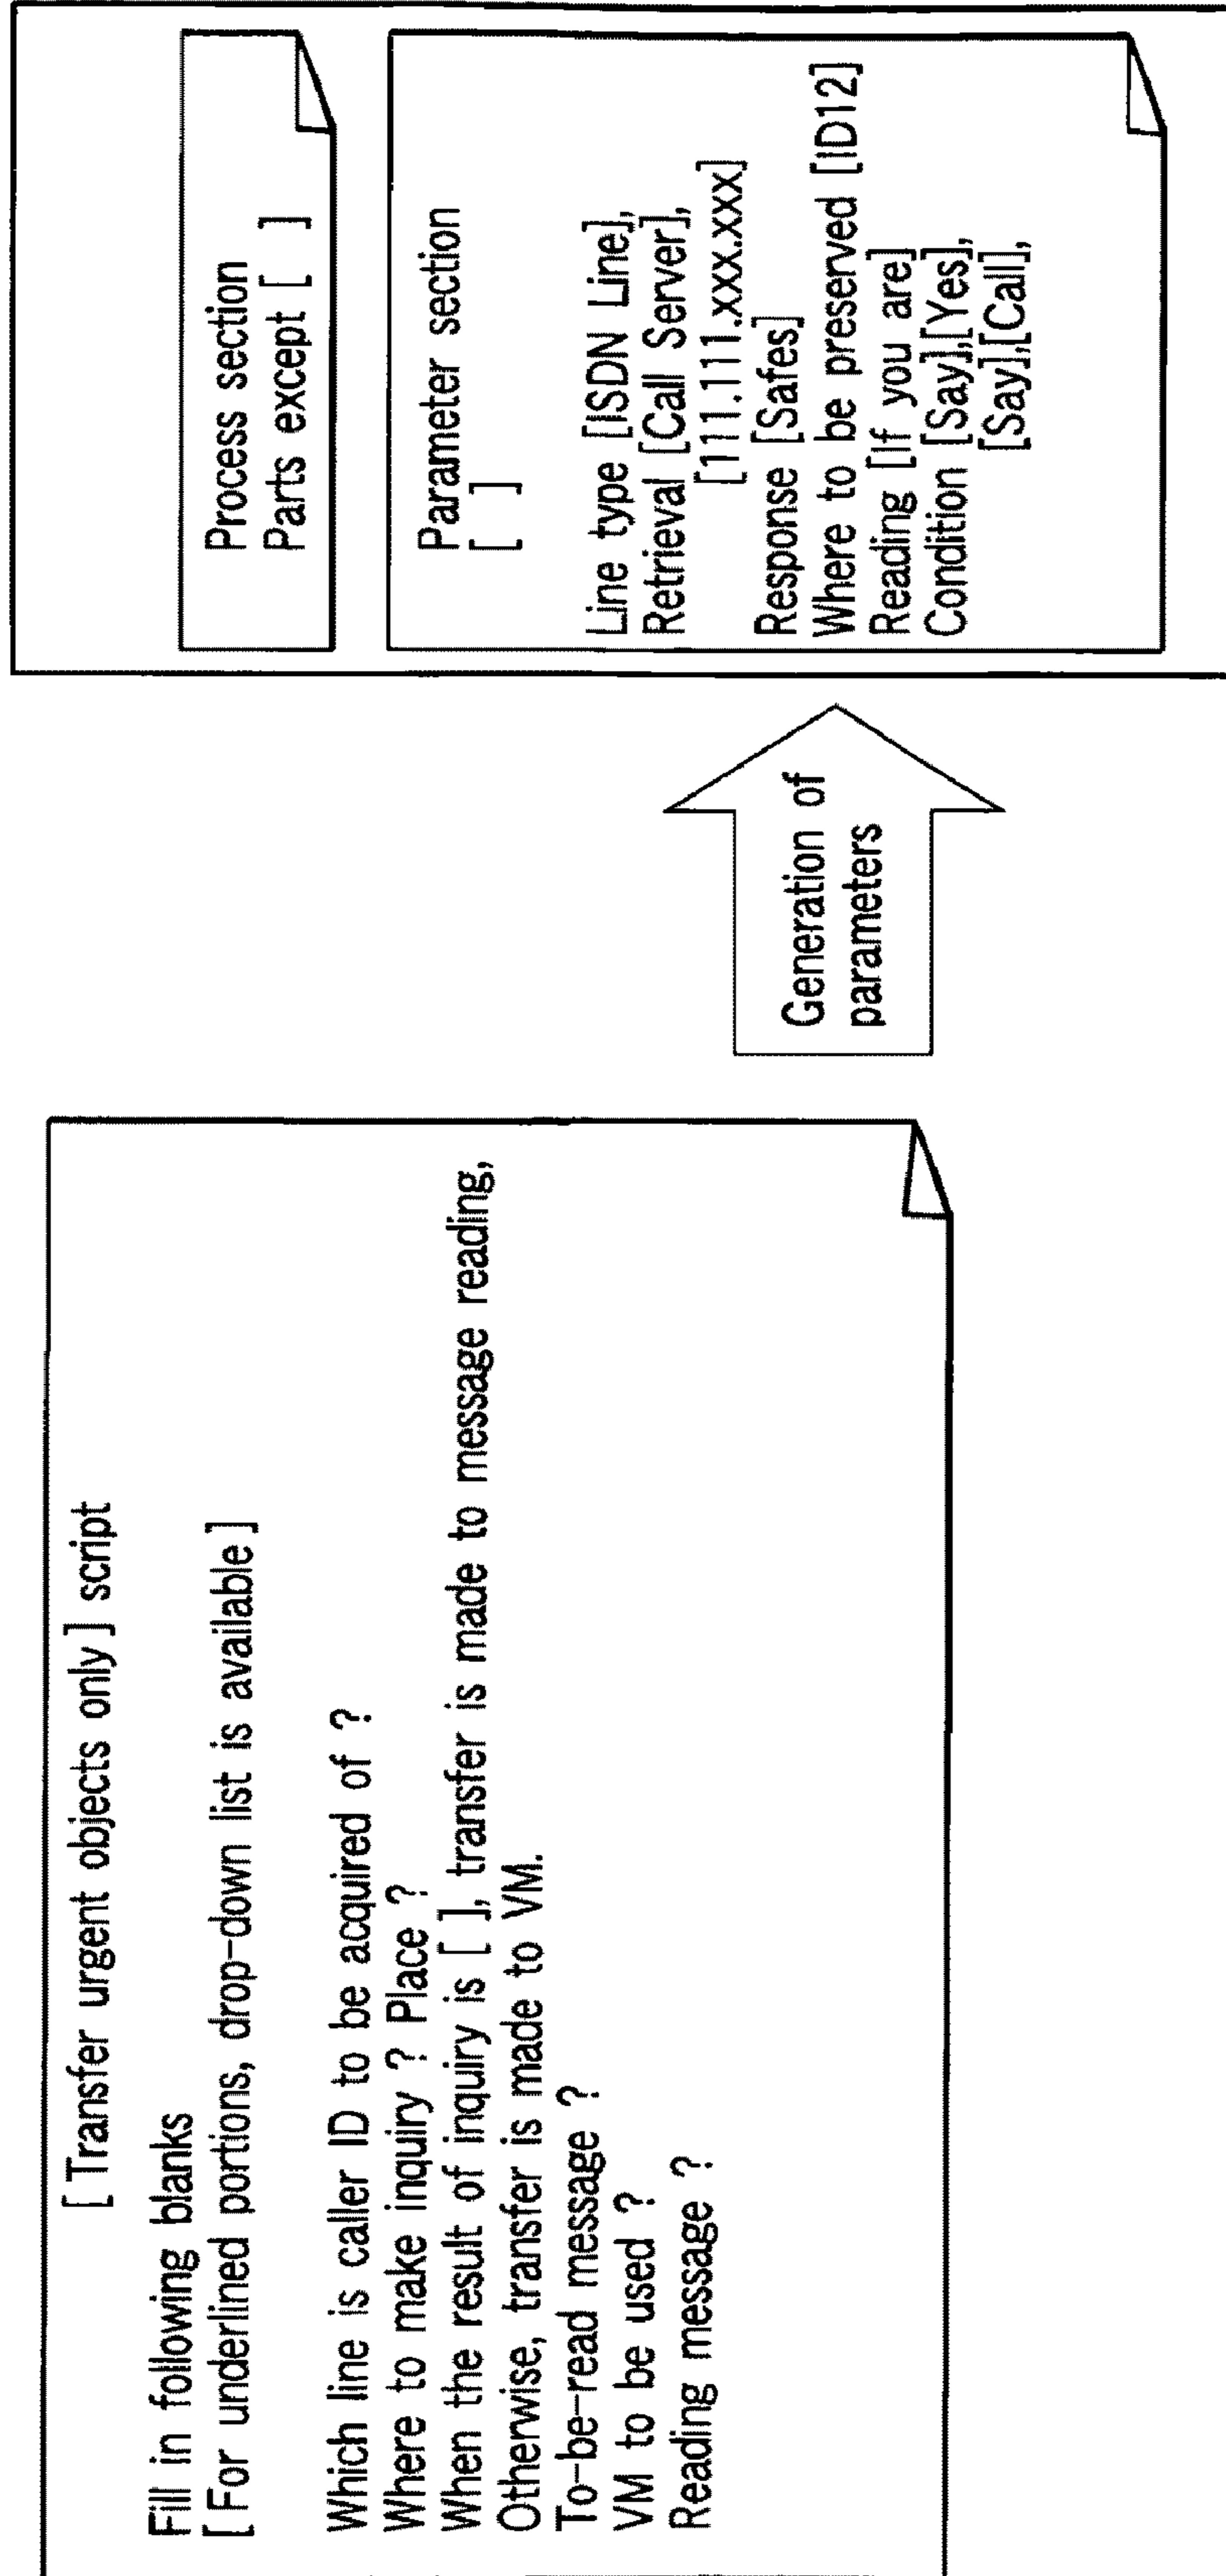 [Transfer urgent objects only] script
Fill in following blanks
[For underlined portions, drop-down list is available]
Which line is caller ID to be acquired of ?
Where to make inquiry ? Place ?
When the result of inquiry is [ ], transfer is made to message reading,
Otherwise, transfer is made to VM.
To-be-read message ?
VM to be used ?
Reading message ?
Generation of
parameters
Process section
Parts except [ ]
Parameter section
[ ]
Line type [ISDN Line],
Retrieval [Call Server],
[111.111.xxx.xxx]
Response [Safes]
Where to be preserved [ID12]
Reading [If you are]
Condition [Say],[Yes],
[Say],[Call],